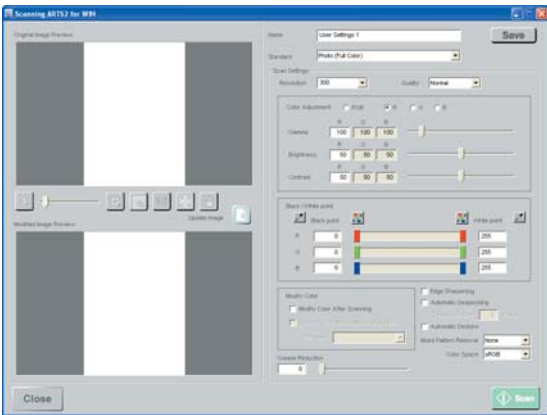 Scanning ARTS2 for WIN
Original Image Preview
Update image
Modified Image Preview
Close
Name User Settings 1 Save
Standard Photo (Full Color)
Scan Settings
Resolution 300 Quality Normal
Color Adjustment RGB R G B
R G B
Gamma 100 100 100
R G B
Brightness 50 50 50
R G B
Contrast 50 50 50
Black /White point
Black point White point
R 0 255
G 0 255
B 0 255
Modify Color
Modify Color After Scanning
Crease Reduction
0
Edge Sharpening
Automatic Despeckling
Automatic Deskew
Moiré Pattern Removal None
Color Space sRGB
Scan